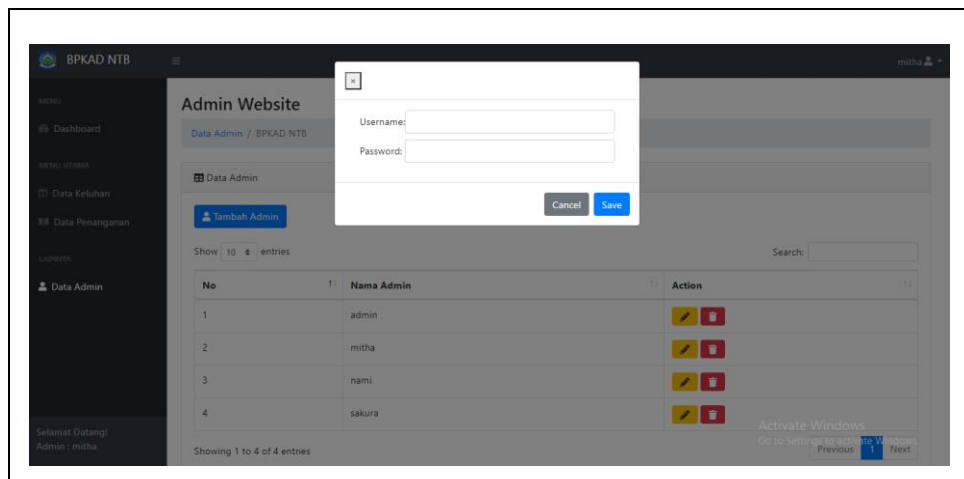 BPKAD NTB
mitha
MENU
Dashboard
MENU UTAMA
Data Keluhan
Data Penanganan
LAINNYA
Data Admin
Selamat Datang!
Admin : mitha
Admin Website
Data Admin / BPKAD NTB
Data Admin
Tambah Admin
Show 10 entries
Search:
No Nama Admin Action
1 admin
2 mitha
3 nami
4 sakura
Showing 1 to 4 of 4 entries
Previous 1 Next
×
Username:
Password:
Cancel Save
Activate Windows
Go to Settings to activate Windows.